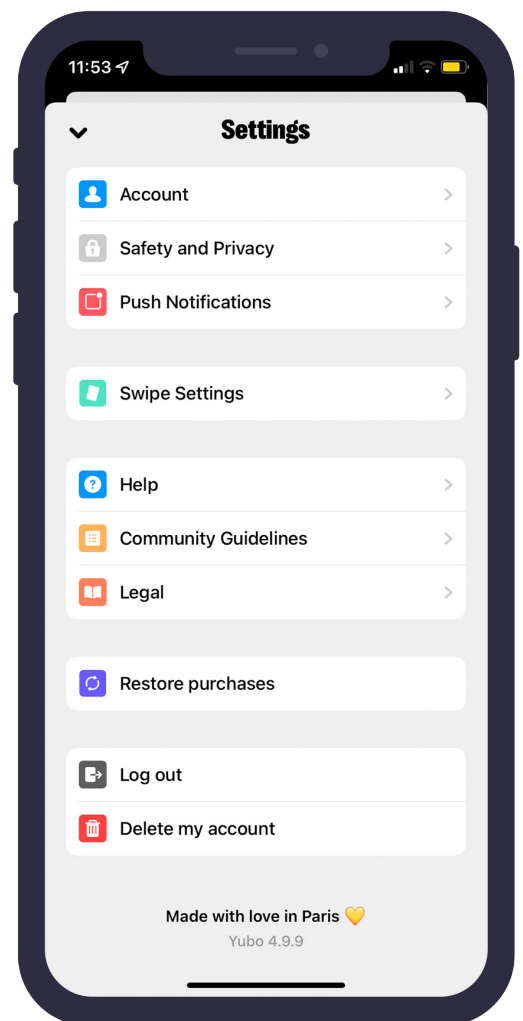 11:53
Settings
Account
Safety and Privacy
Push Notifications
Swipe Settings
Help
Community Guidelines
Legal
Restore purchases
Log out
Delete my account
Made with love in Paris 💛
Yubo 4.9.9